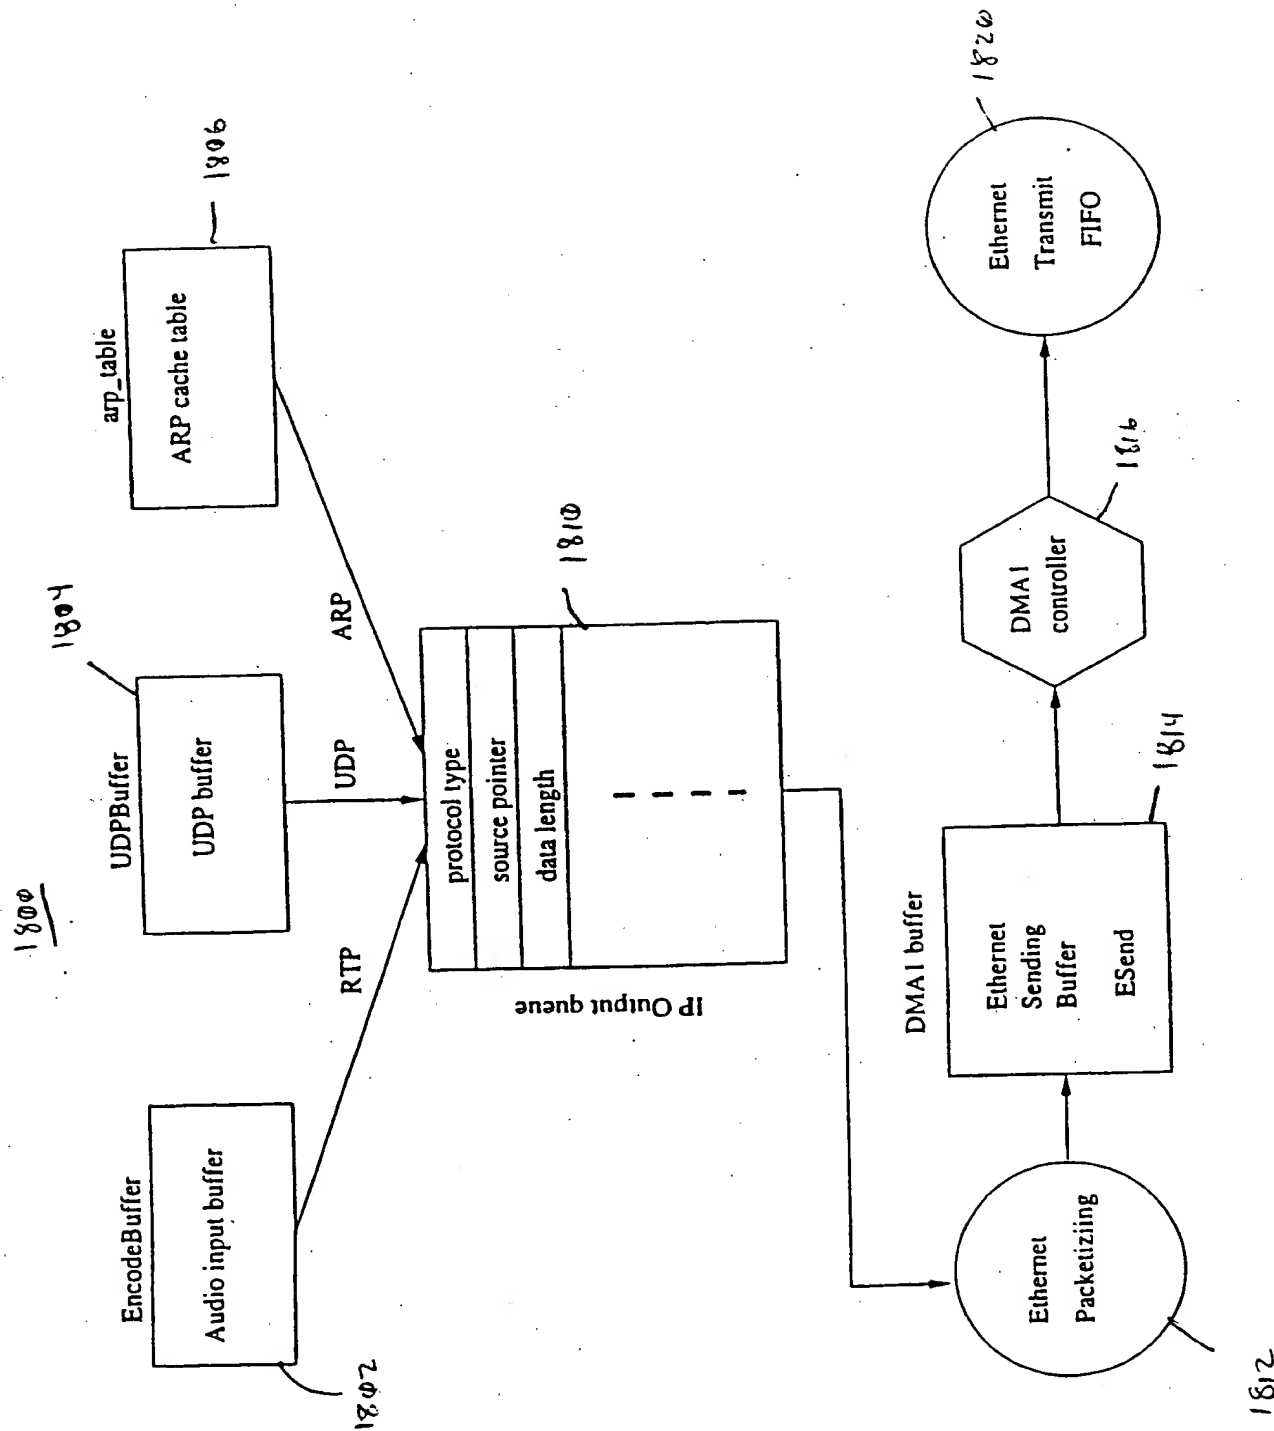 1800
EncodeBuffer
Audio input buffer
1802
UDPBuffer
UDP buffer
1804
arp_table
ARP cache table
1806
RTP
UDP
ARP
IP Output queue
protocol type
source pointer
data length
1810
Ethernet
Packetiziing
1812
DMA1 buffer
Ethernet
Sending
Buffer
ESend
1814
DMA1
controller
1816
Ethernet
Transmit
FIFO
1820